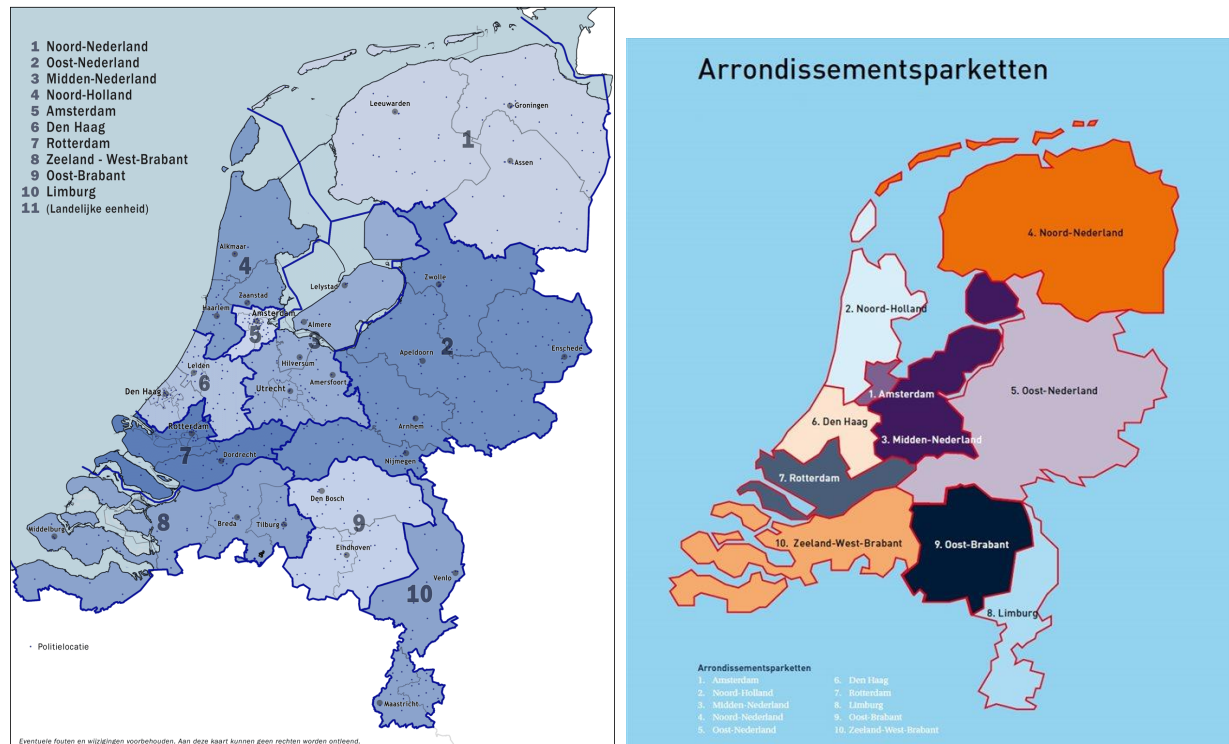 1 Noord-Nederland
2 Oost-Nederland
3 Midden-Nederland
4 Noord-Holland
5 Amsterdam
6 Den Haag
7 Rotterdam
8 Zeeland - West-Brabant
9 Oost-Brabant
10 Limburg
11 (Landelijke eenheid)
Leeuwarden
Groningen
1
Assen
Alkmaar
4
Zwolle
Lelystad
Zaanstad
Haarlem
Amsterdam
5
Almere
3
2
Hilversum
Apeldoorn
Enschede
Leiden
6
Den Haag
Utrecht
Amersfoort
Arnhem
Rotterdam
7
Dordrecht
Nijmegen
Den Bosch
8
Breda
Tilburg
9
Middelburg
Eindhoven
Venlo
10
Maastricht
Politielocatie
Eventuele fouten en wijzigingen voorbehouden. Aan deze kaart kunnen geen rechten worden ontleend.
Arrondissementsparketten
4. Noord-Nederland
2. Noord-Holland
1. Amsterdam
5. Oost-Nederland
6. Den Haag
3. Midden-Nederland
7. Rotterdam
10. Zeeland-West-Brabant
9. Oost-Brabant
8. Limburg
Arrondissementsparketten
1. Amsterdam
2. Noord-Holland
3. Midden-Nederland
4. Noord-Nederland
5. Oost-Nederland
6. Den Haag
7. Rotterdam
8. Limburg
9. Oost-Brabant
10. Zeeland-West-Brabant